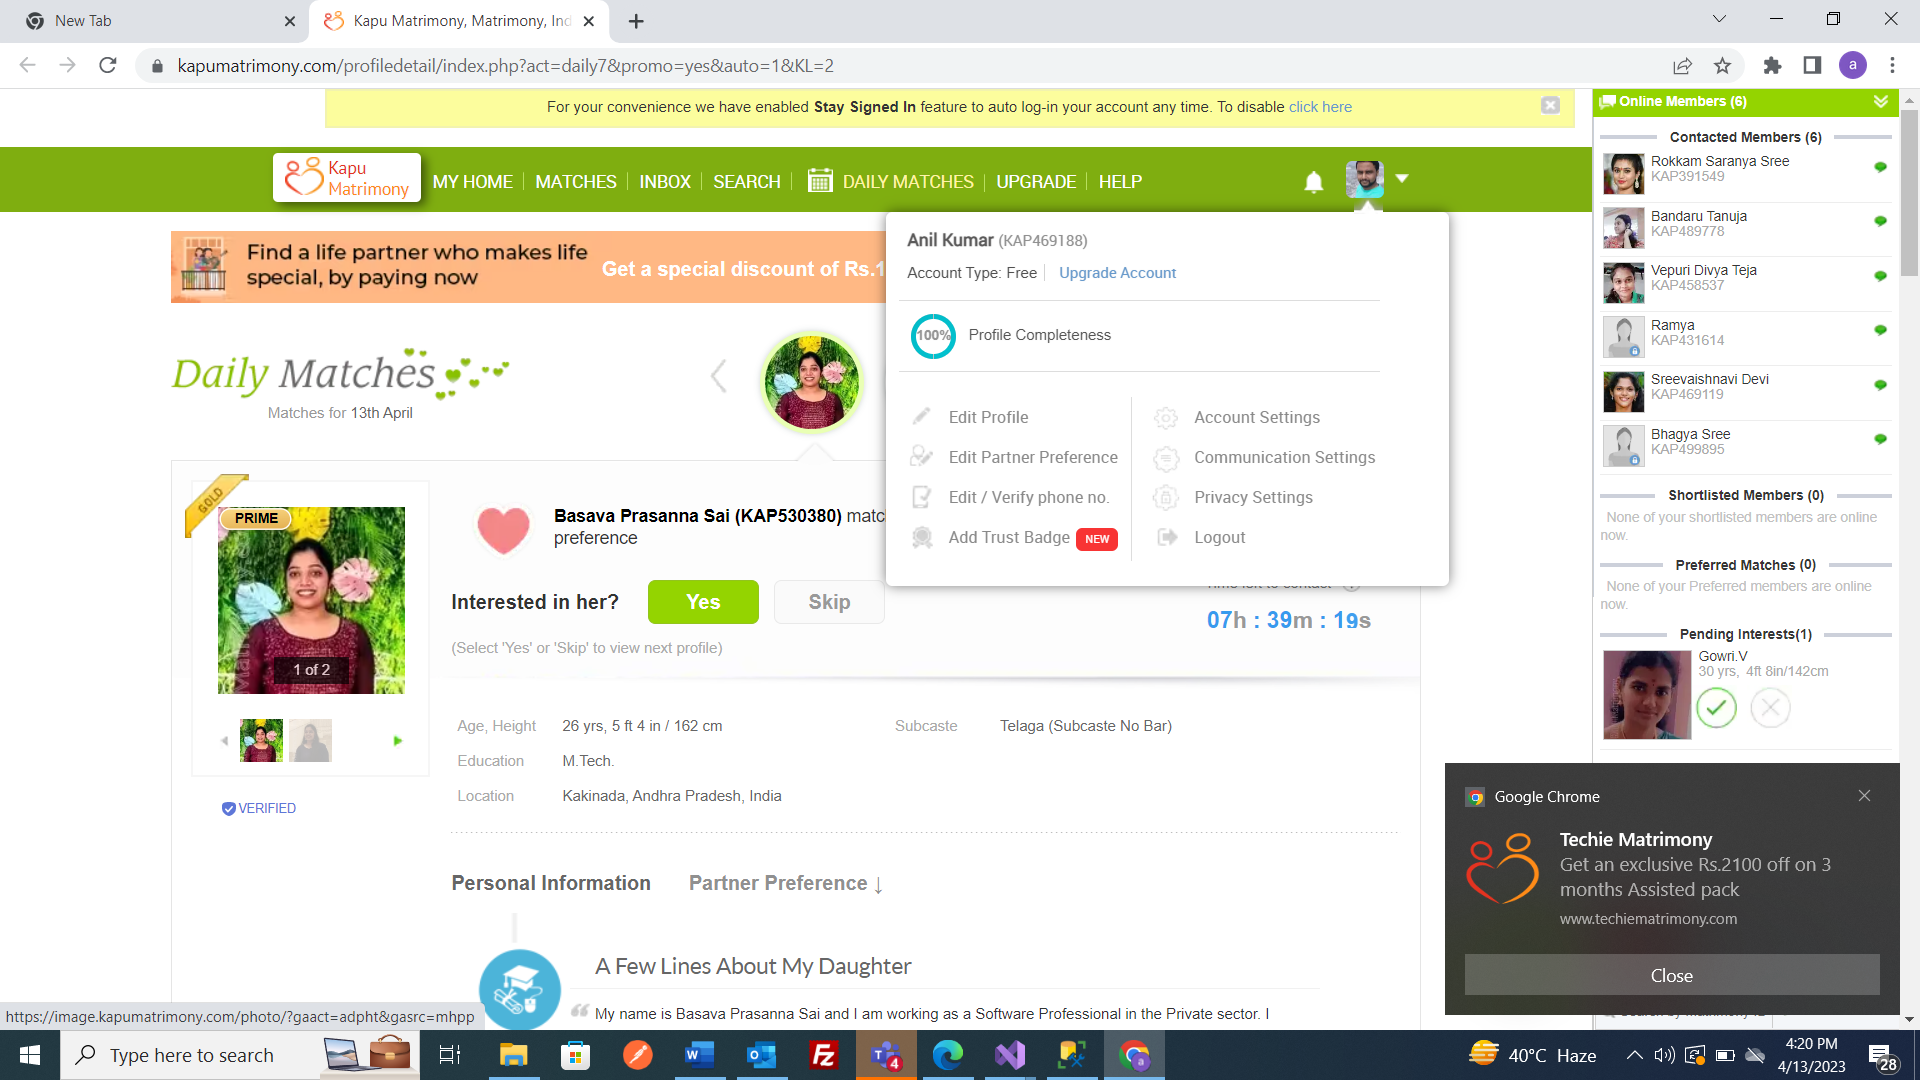 New Tab
Kapu Matrimony, Matrimony, Ind
kapumatrimony.com/profiledetail/index.php?act=daily7&promo=yes&auto=1&KL=2
a
For your convenience we have enabled Stay Signed In feature to auto log-in your account any time. To disable click here
Kapu
Matrimony
MY HOME
MATCHES
INBOX
SEARCH
DAILY MATCHES
UPGRADE
HELP
Find a life partner who makes life
special, by paying now
Get a special discount of Rs.1
Anil Kumar (KAP469188)
Account Type: Free
Upgrade Account
100%
Profile Completeness
Edit Profile
Edit Partner Preference
Edit / Verify phone no.
Add Trust Badge NEW
Account Settings
Communication Settings
Privacy Settings
Logout
Daily Matches
Matches for 13th April
GOLD
PRIME
1 of 2
VERIFIED
Basava Prasanna Sai (KAP530380) matc
preference
Interested in her?
Yes
Skip
(Select 'Yes' or 'Skip' to view next profile)
Time left to contact
07h : 39m : 19s
Age, Height 26 yrs, 5 ft 4 in / 162 cm
Subcaste Telaga (Subcaste No Bar)
Education M.Tech.
Location Kakinada, Andhra Pradesh, India
Personal Information
Partner Preference ↓
A Few Lines About My Daughter
My name is Basava Prasanna Sai and I am working as a Software Professional in the Private sector. I
Online Members (6)
Contacted Members (6)
Rokkam Saranya Sree
KAP391549
Bandaru Tanuja
KAP489778
Vepuri Divya Teja
KAP458537
Ramya
KAP431614
Sreevaishnavi Devi
KAP469119
Bhagya Sree
KAP499895
Shortlisted Members (0)
None of your shortlisted members are online
now.
Preferred Matches (0)
None of your Preferred members are online
now.
Pending Interests(1)
Gowri.V
30 yrs, 4ft 8in/142cm
Google Chrome
Techie Matrimony
Get an exclusive Rs.2100 off on 3
months Assisted pack
www.techiematrimony.com
Close
https://image.kapumatrimony.com/photo/?gaact=adpht&gasrc=mhpp
Type here to search
4
40°C Haze
4:20 PM
4/13/2023
28